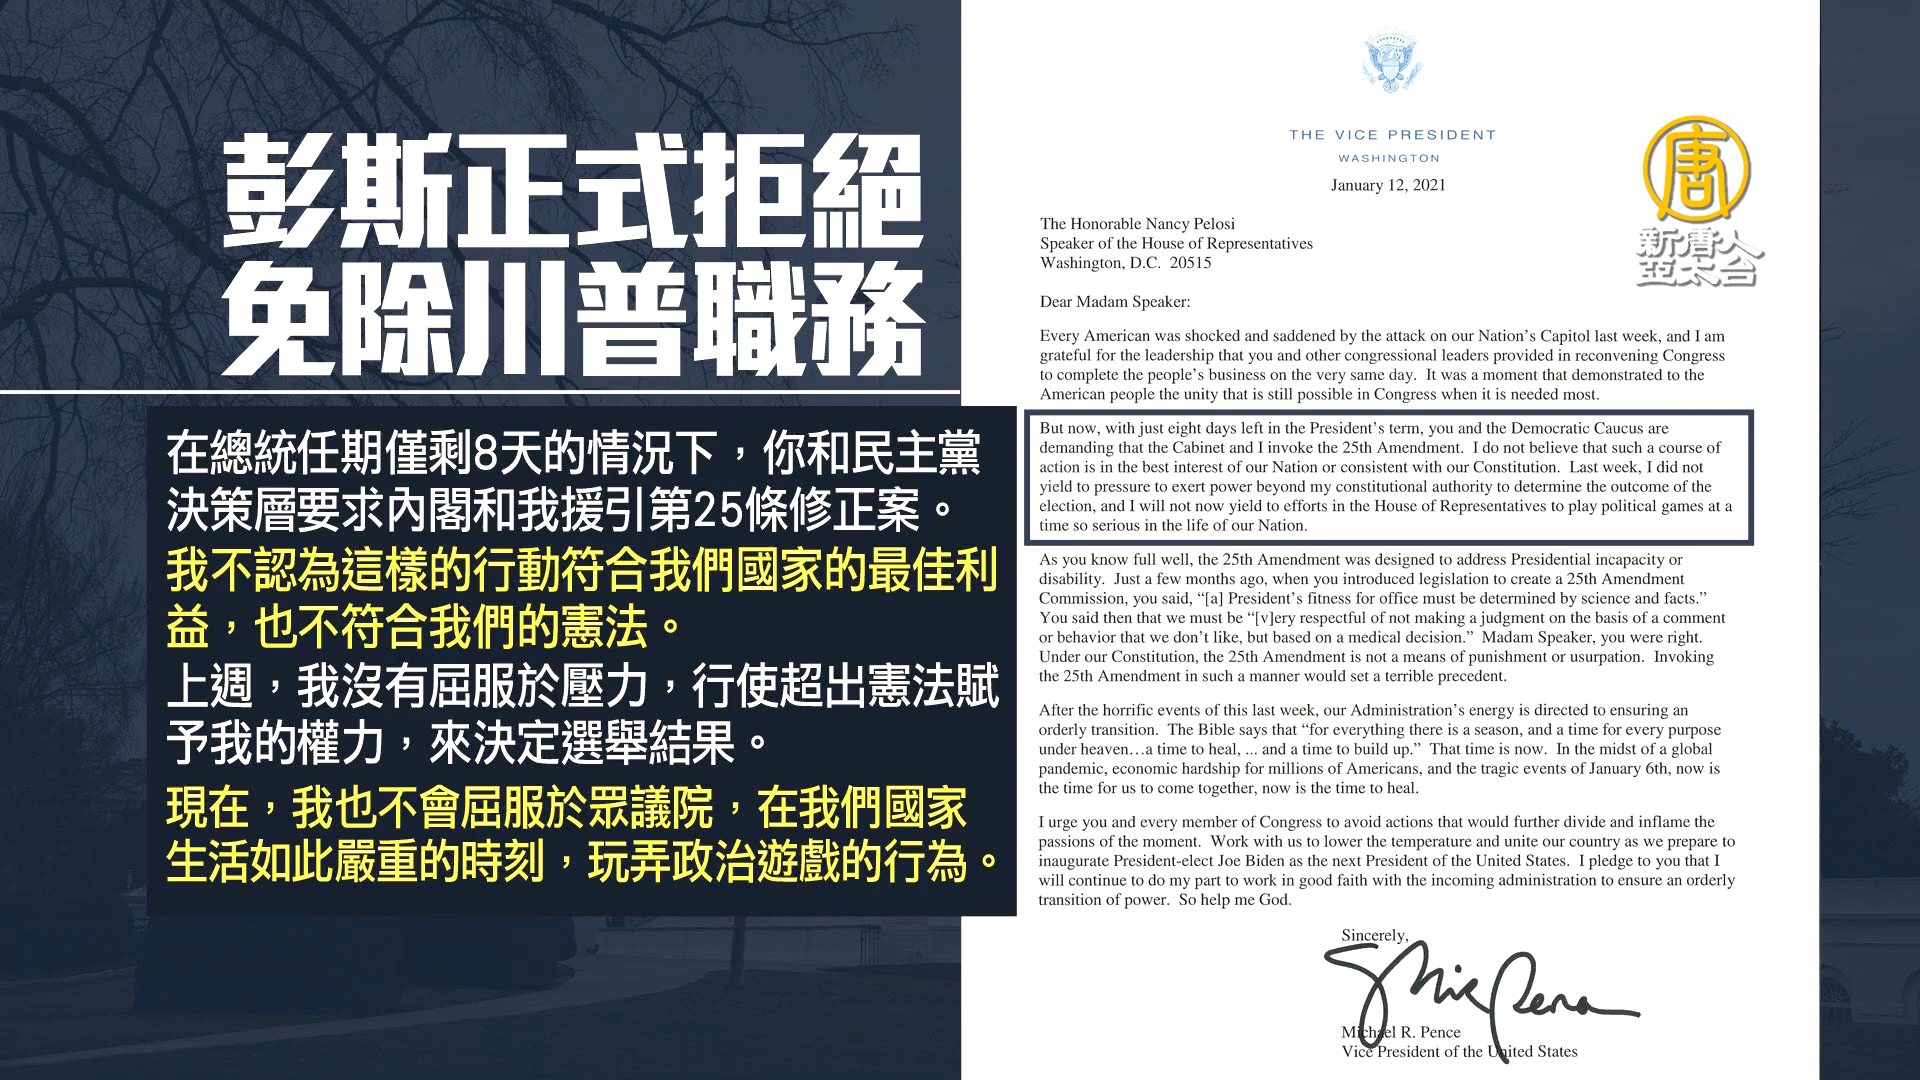 彭斯正式拒絕
免除川普職務
在總統任期僅剩8天的情況下，你和民主黨
決策層要求內閣和我援引第25條修正案。
我不認為這樣的行動符合我們國家的最佳利
益，也不符合我們的憲法。
上週，我沒有屈服於壓力，行使超出憲法賦
予我的權力，來決定選舉結果。
現在，我也不會屈服於眾議院，在我們國家
生活如此嚴重的時刻，玩弄政治遊戲的行為。
THE VICE PRESIDENT
WASHINGTON
January 12, 2021
唐
新唐人
亞太台
The Honorable Nancy Pelosi
Speaker of the House of Representatives
Washington, D.C. 20515
Dear Madam Speaker:
Every American was shocked and saddened by the attack on our Nation’s Capitol last week, and I am
grateful for the leadership that you and other congressional leaders provided in reconvening Congress
to complete the people’s business on the very same day. It was a moment that demonstrated to the
American people the unity that is still possible in Congress when it is needed most.
But now, with just eight days left in the President’s term, you and the Democratic Caucus are
demanding that the Cabinet and I invoke the 25th Amendment. I do not believe that such a course of
action is in the best interest of our Nation or consistent with our Constitution. Last week, I did not
yield to pressure to exert power beyond my constitutional authority to determine the outcome of the
election, and I will not now yield to efforts in the House of Representatives to play political games at a
time so serious in the life of our Nation.
As you know full well, the 25th Amendment was designed to address Presidential incapacity or
disability. Just a few months ago, when you introduced legislation to create a 25th Amendment
Commission, you said, “[a] President’s fitness for office must be determined by science and facts.”
You said then that we must be “[v]ery respectful of not making a judgment on the basis of a comment
or behavior that we don’t like, but based on a medical decision.” Madam Speaker, you were right.
Under our Constitution, the 25th Amendment is not a means of punishment or usurpation. Invoking
the 25th Amendment in such a manner would set a terrible precedent.
After the horrific events of this last week, our Administration’s energy is directed to ensuring an
orderly transition. The Bible says that “for everything there is a season, and a time for every purpose
under heaven…a time to heal, ... and a time to build up.” That time is now. In the midst of a global
pandemic, economic hardship for millions of Americans, and the tragic events of January 6th, now is
the time for us to come together, now is the time to heal.
I urge you and every member of Congress to avoid actions that would further divide and inflame the
passions of the moment. Work with us to lower the temperature and unite our country as we prepare to
inaugurate President-elect Joe Biden as the next President of the United States. I pledge to you that I
will continue to do my part to work in good faith with the incoming administration to ensure an orderly
transition of power. So help me God.
Sincerely,
Mike Pence
Michael R. Pence
Vice President of the United States